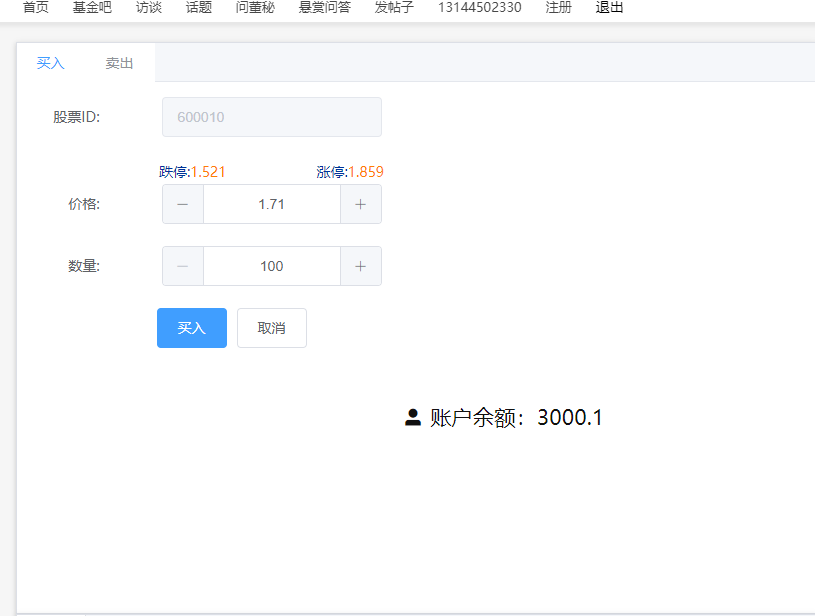 首页 基金吧 访谈 话题 问董秘 悬赏问答 发帖子 13144502330 注册 退出
买入 卖出
股票ID: 600010
跌停:1.521 涨停:1.859
价格: － 1.71 ＋
数量: － 100 ＋
买入 取消
账户余额：3000.1